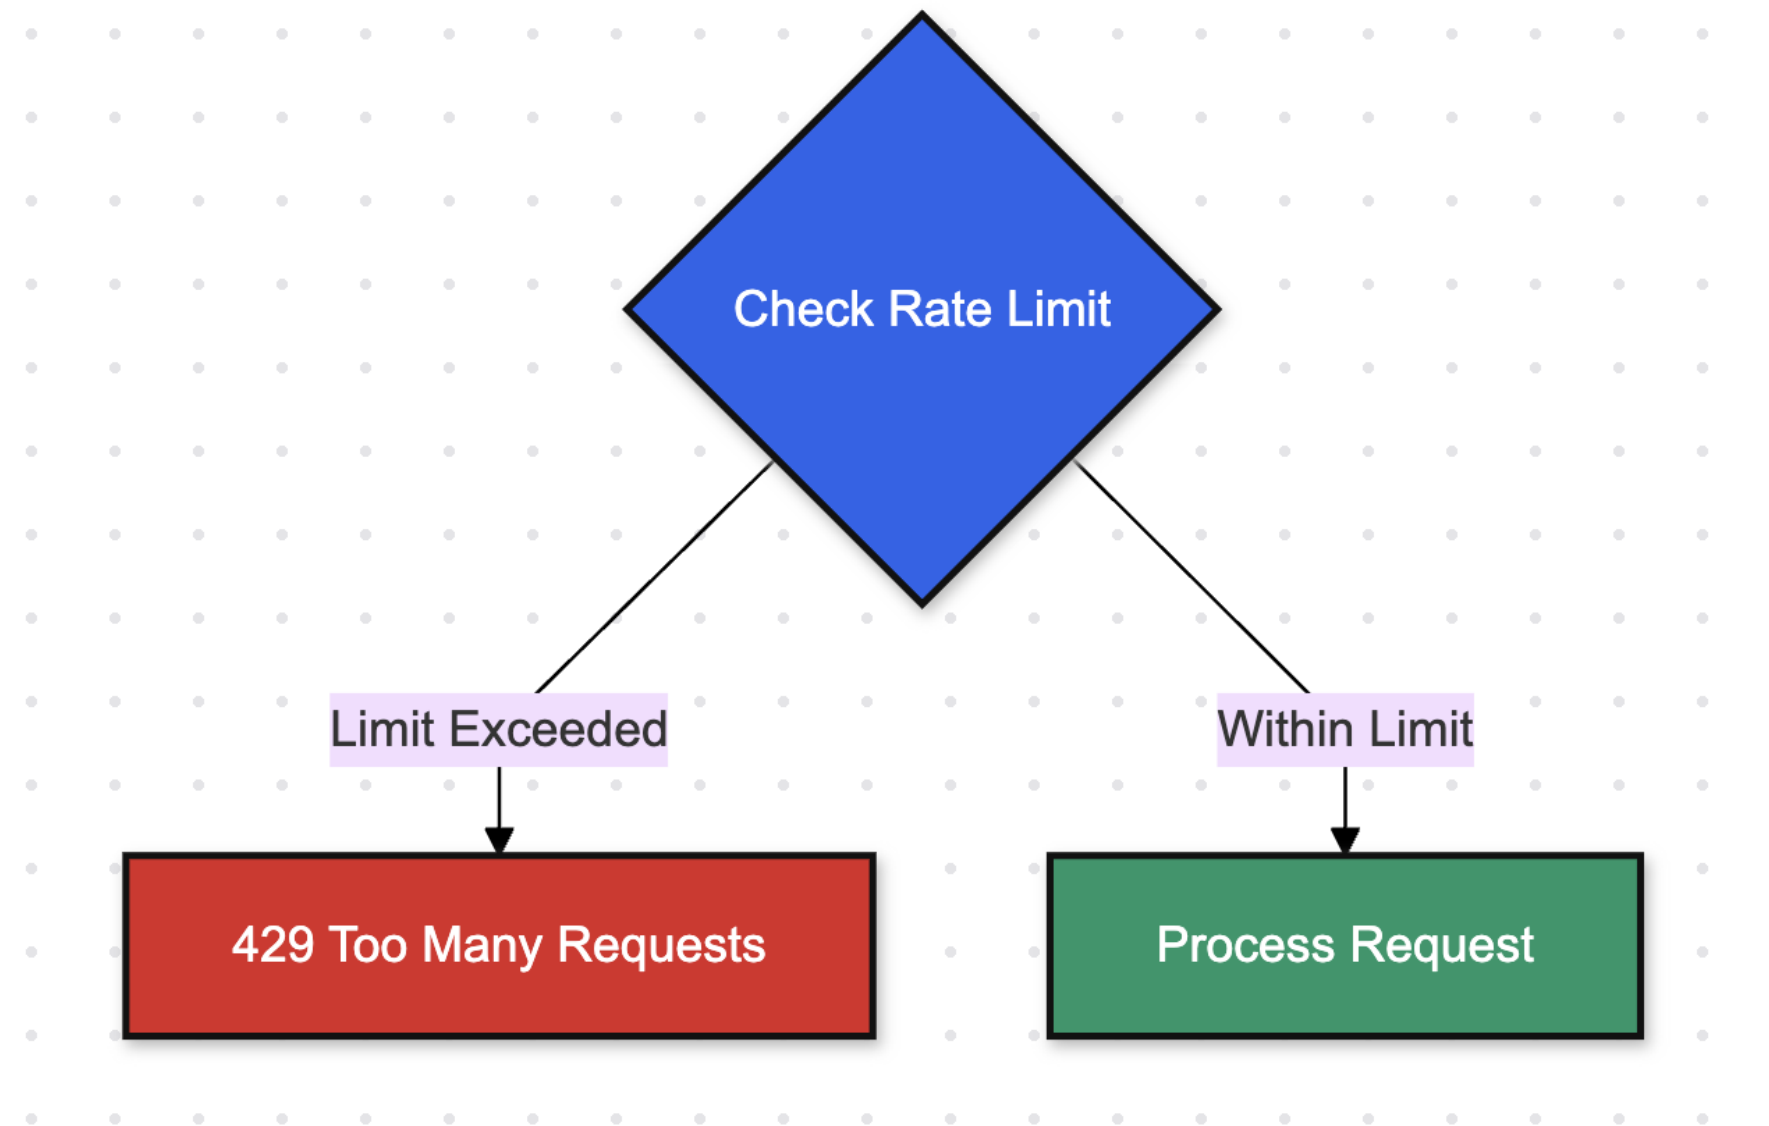 Check Rate Limit
Limit Exceeded
Within Limit
429 Too Many Requests
Process Request